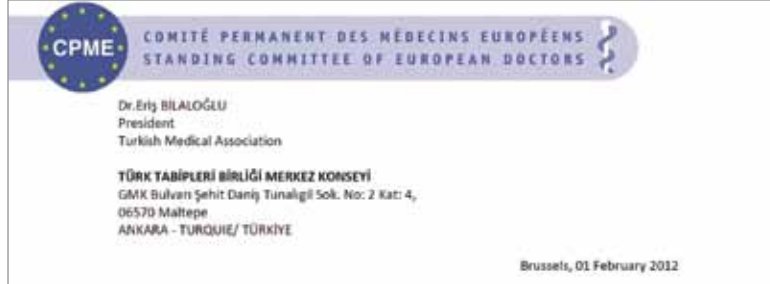 CPME
COMITÉ PERMANENT DES MÉDECINS EUROPÉENS
STANDING COMMITTEE OF EUROPEAN DOCTORS
Dr.Eriş BİLALOĞLU
President
Turkish Medical Association
TÜRK TABİPLERİ BİRLİĞİ MERKEZ KONSEYİ
GMK Bulvarı Şehit Daniş Tunalıgil Sok. No: 2 Kat: 4,
06570 Maltepe
ANKARA - TURQUIE/ TÜRKİYE
Brussels, 01 February 2012